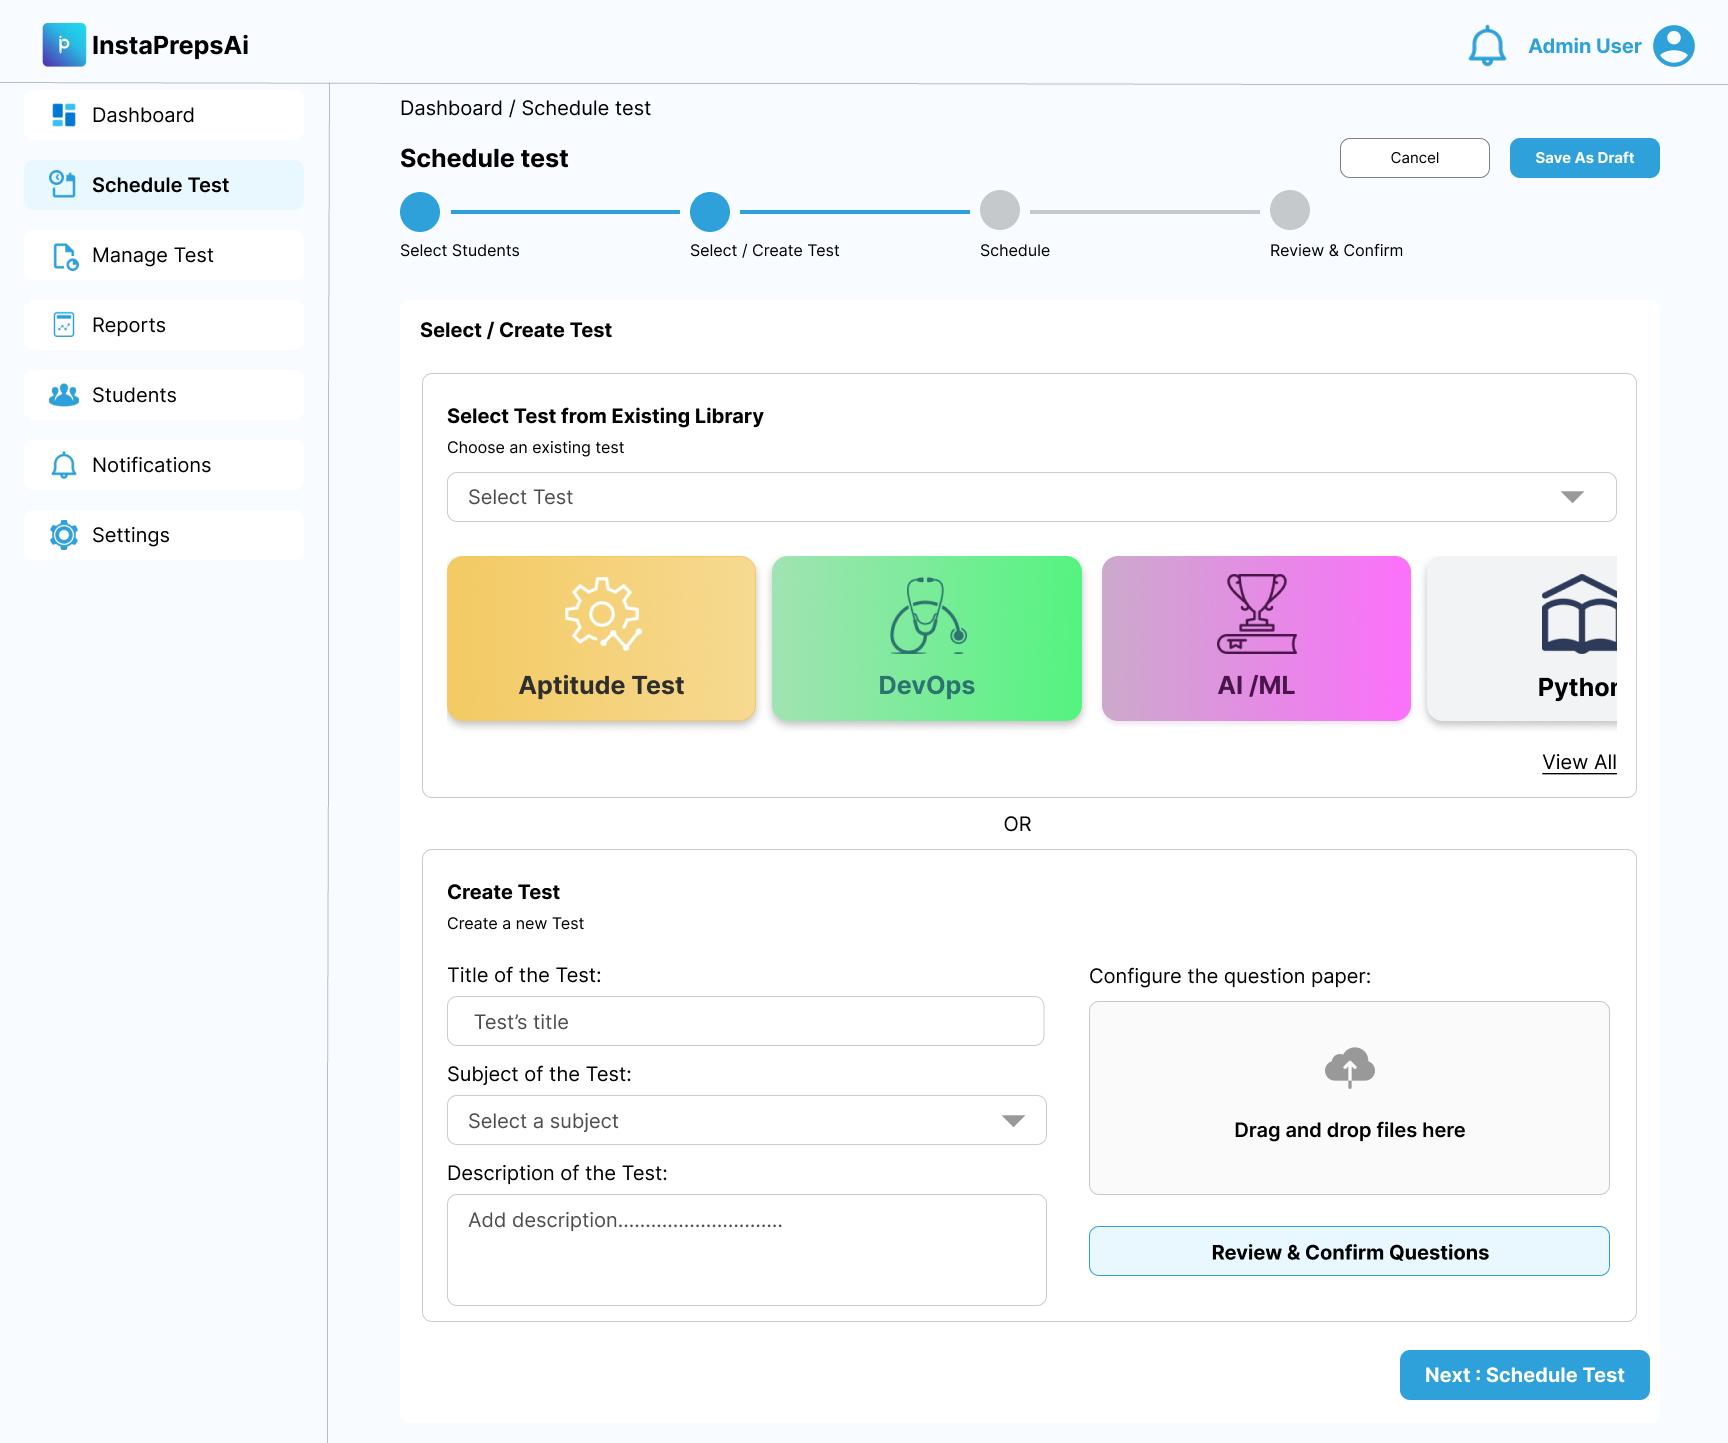 InstaPrepsAi
Admin User
Dashboard
Schedule Test
Manage Test
Reports
Students
Notifications
Settings
Dashboard / Schedule test
Schedule test
Cancel
Save As Draft
Select Students
Select / Create Test
Schedule
Review & Confirm
Select / Create Test
Select Test from Existing Library
Choose an existing test
Select Test
Aptitude Test
DevOps
AI /ML
Python
View All
OR
Create Test
Create a new Test
Title of the Test:
Test’s title
Subject of the Test:
Select a subject
Description of the Test:
Add description..............................
Configure the question paper:
Drag and drop files here
Review & Confirm Questions
Next : Schedule Test